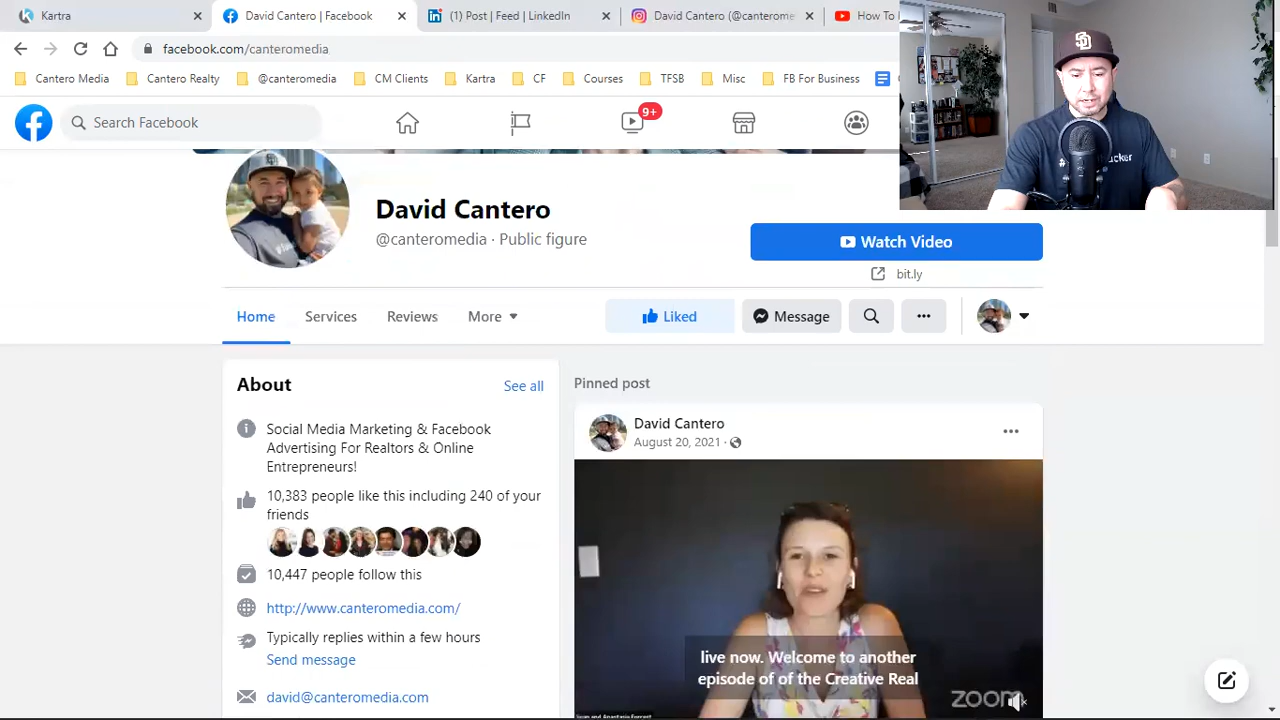 Kartra
David Cantero | Facebook
(1) Post | Feed | LinkedIn
David Cantero (@canterome
How To
facebook.com/canteromedia
Cantero Media
Cantero Realty
@canteromedia
CM Clients
Kartra
CF
Courses
TFSB
Misc
FB For Business
SD
Search Facebook
9+
David Cantero
@canteromedia · Public figure
Watch Video
bit.ly
Home
Services
Reviews
More
Liked
Message
About
See all
Social Media Marketing & Facebook
Advertising For Realtors & Online
Entrepreneurs!
10,383 people like this including 240 of your
friends
10,447 people follow this
http://www.canteromedia.com/
Typically replies within a few hours
Send message
david@canteromedia.com
Pinned post
David Cantero
August 20, 2021 ·
live now. Welcome to another
episode of of the Creative Real
zoom